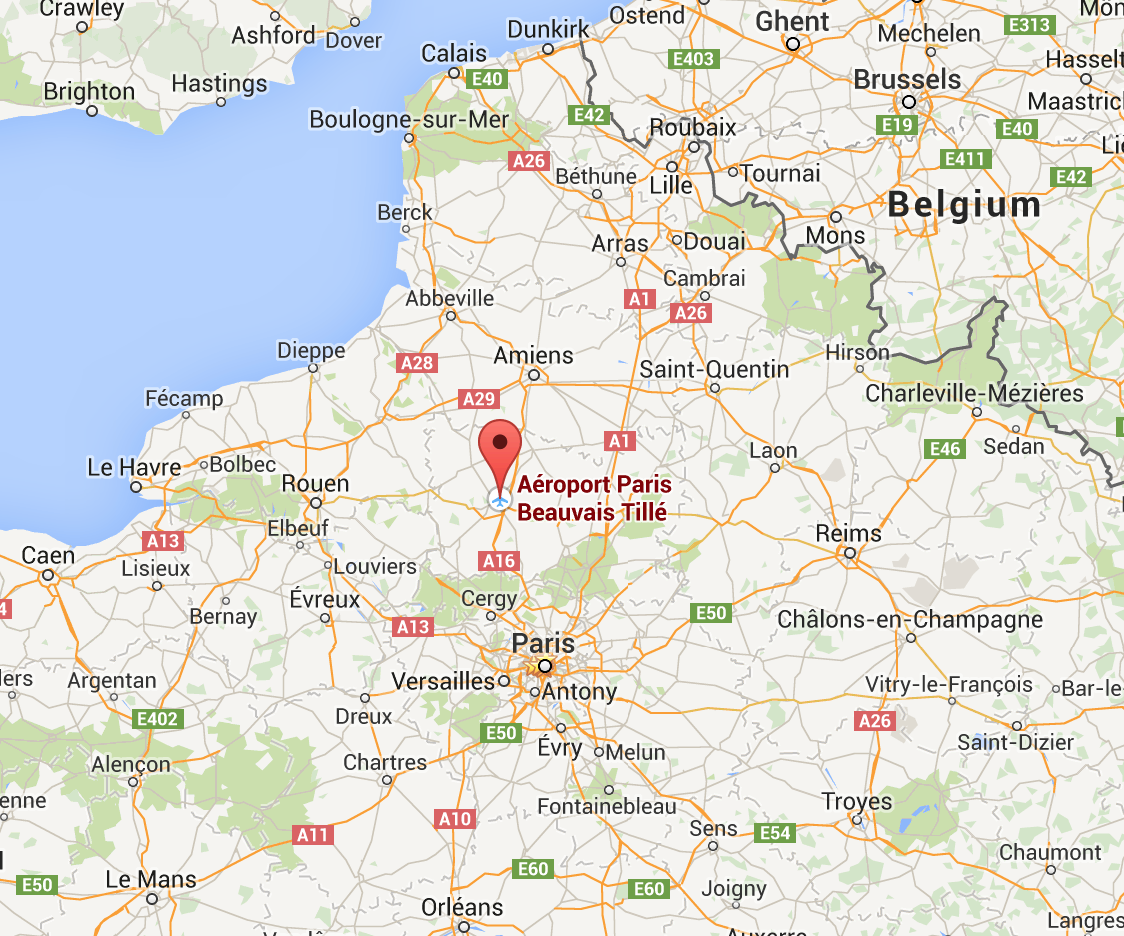 Crawley
Ashford
Dover
Brighton
Hastings
Dunkirk
Ostend
Ghent
E313
Mechelen
Calais
E40
E403
Hasselt
Brussels
Boulogne-sur-Mer
E42
Roubaix
E19
E40
A26
Béthune
Lille
Tournai
E411
E42
Berck
Belgium
Arras
Douai
Mons
Cambrai
Abbeville
A1
A26
Dieppe
A28
Amiens
Saint-Quentin
Hirson
Fécamp
A29
Charleville-Mézières
A1
E46
Sedan
Le Havre
Bolbec
Laon
Rouen
Aéroport Paris
Beauvais Tillé
Elbeuf
Reims
A13
Caen
Lisieux
Louviers
A16
Évreux
Cergy
Bernay
A13
E50
Châlons-en-Champagne
Paris
Versailles
Antony
Argentan
Vitry-le-François
Bar-le-
E402
Dreux
E50
A26
Évry
Melun
Saint-Dizier
Alençon
Chartres
Fontainebleau
Troyes
A11
A10
Sens
E54
Chaumont
E50
Le Mans
E60
E60
Joigny
Orléans
Langres